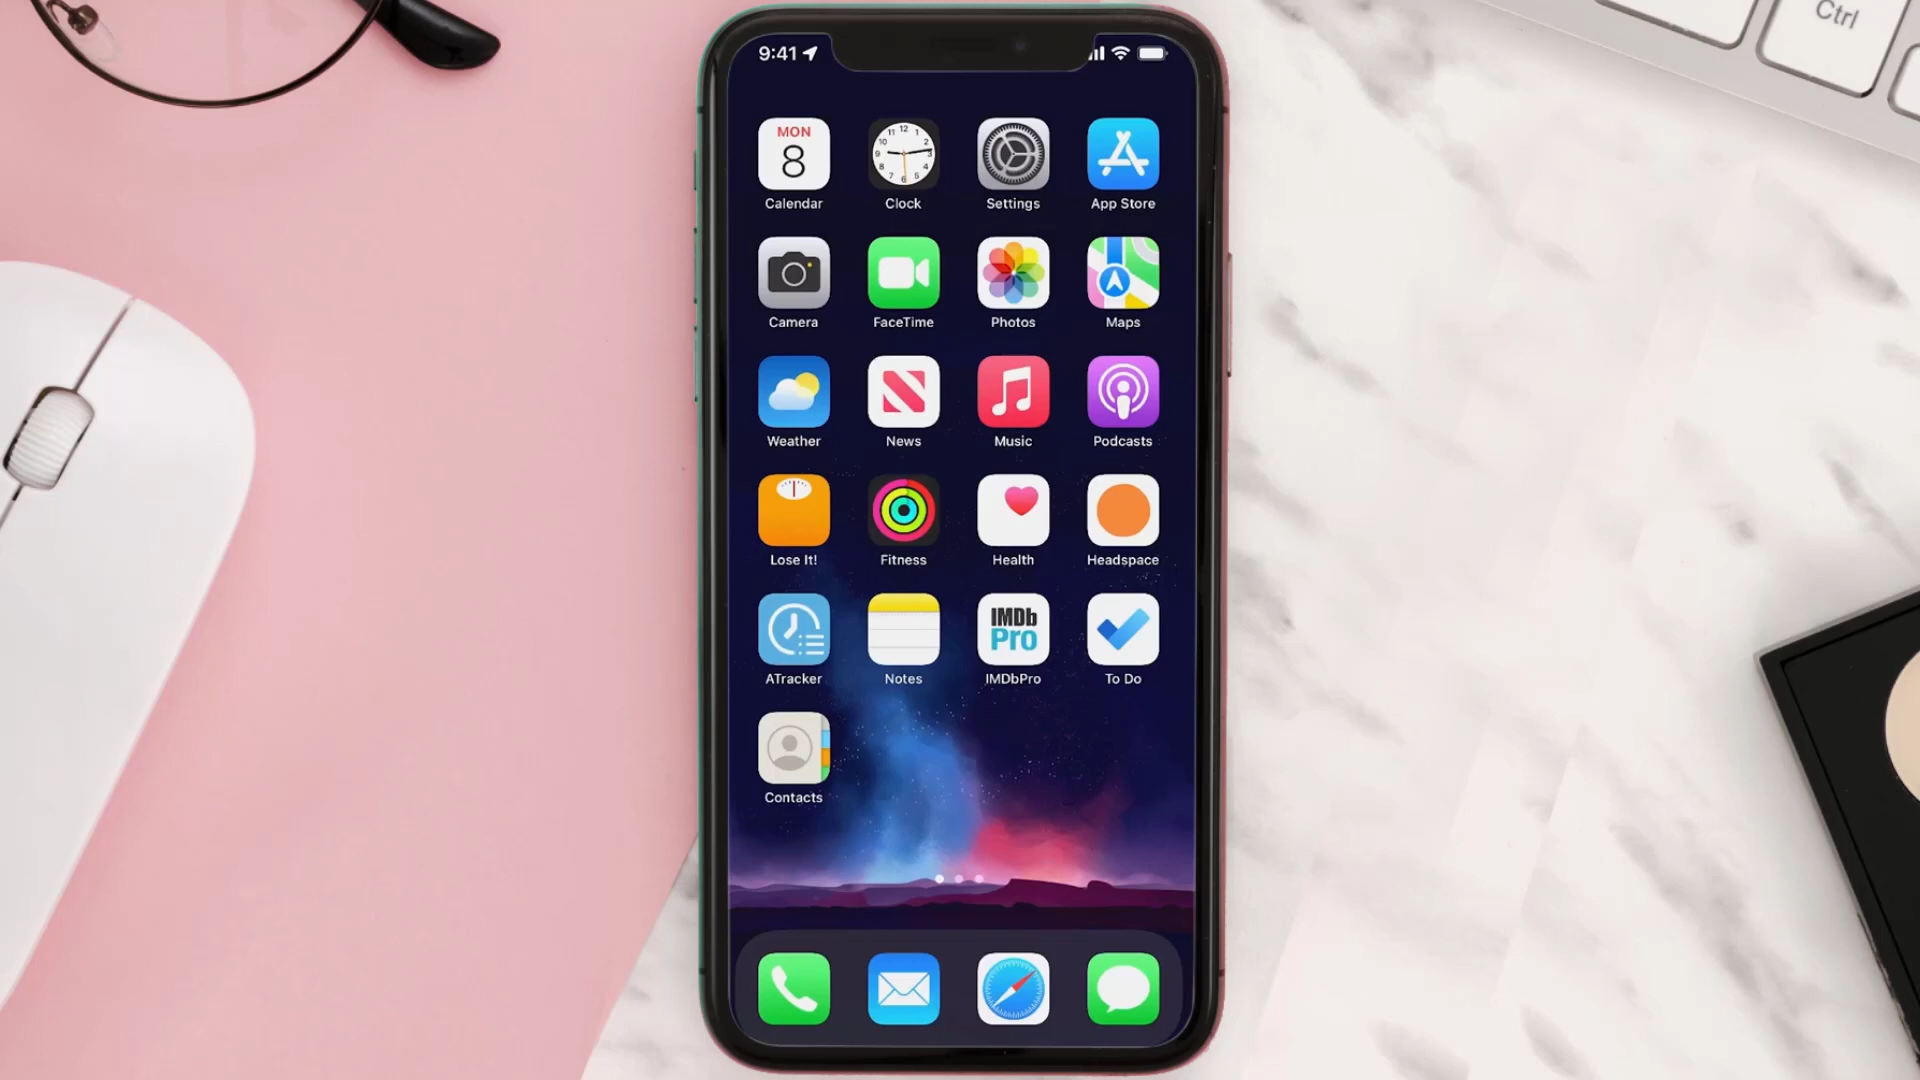 Ctrl
9:41
MON
8
Calendar
Clock
Settings
App Store
Camera
FaceTime
Photos
Maps
Weather
News
Music
Podcasts
Lose It!
Fitness
Health
Headspace
IMDb
Pro
ATracker
Notes
IMDbPro
To Do
Contacts